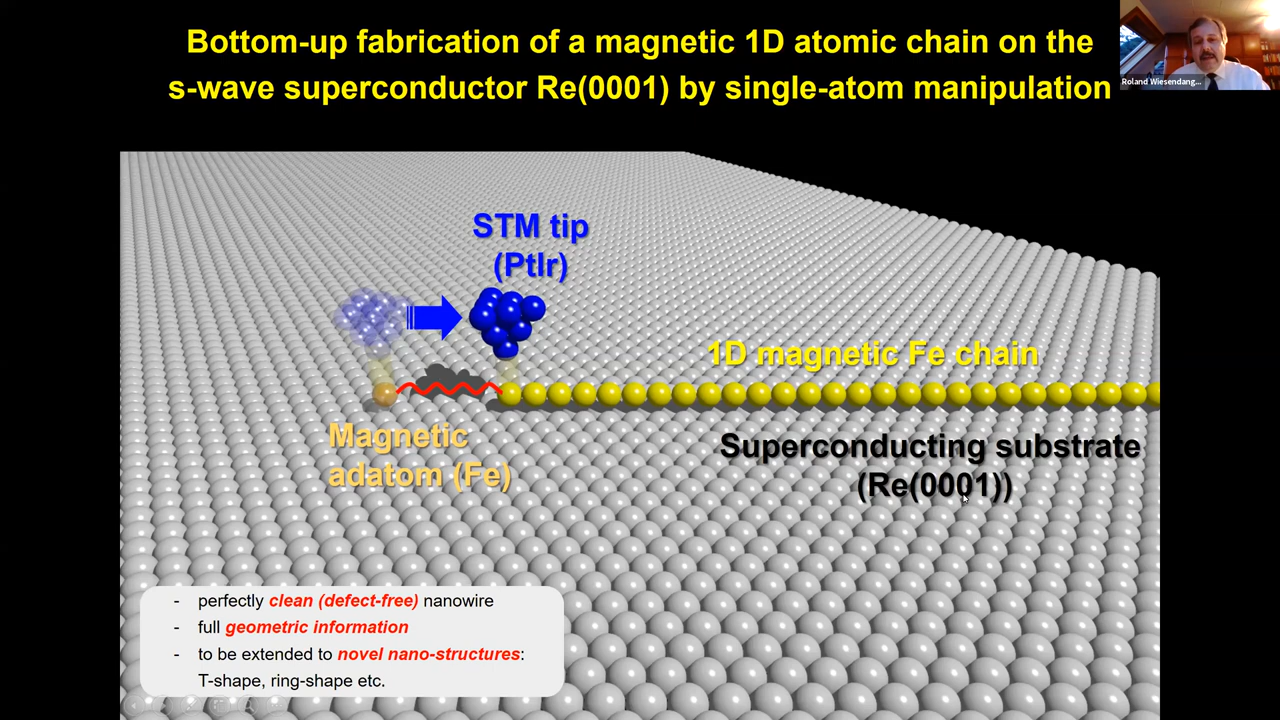 Bottom-up fabrication of a magnetic 1D atomic chain on the
s-wave superconductor Re(0001) by single-atom manipulation
Roland Wiesendang...
STM tip
(PtIr)
1D magnetic Fe chain
Magnetic
adatom (Fe)
Superconducting substrate
(Re(0001))
- perfectly clean (defect-free) nanowire
- full geometric information
- to be extended to novel nano-structures:
T-shape, ring-shape etc.